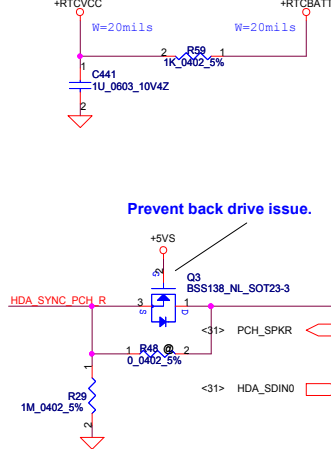 +RTCVCC +RTCBATT
W=20mils W=20mils
2 R59 1
1K_0402_5%
1
C441
1U_0603_10V4Z
2
Prevent back drive issue.
+5VS
2
G
Q3
BSS138_NL_SOT23-3
HDA_SYNC_PCH_R 3 1
S D
<31> PCH_SPKR
1 R48 @ 2
0_0402_5%
1
R29
1M_0402_5%
2
<31> HDA_SDIN0